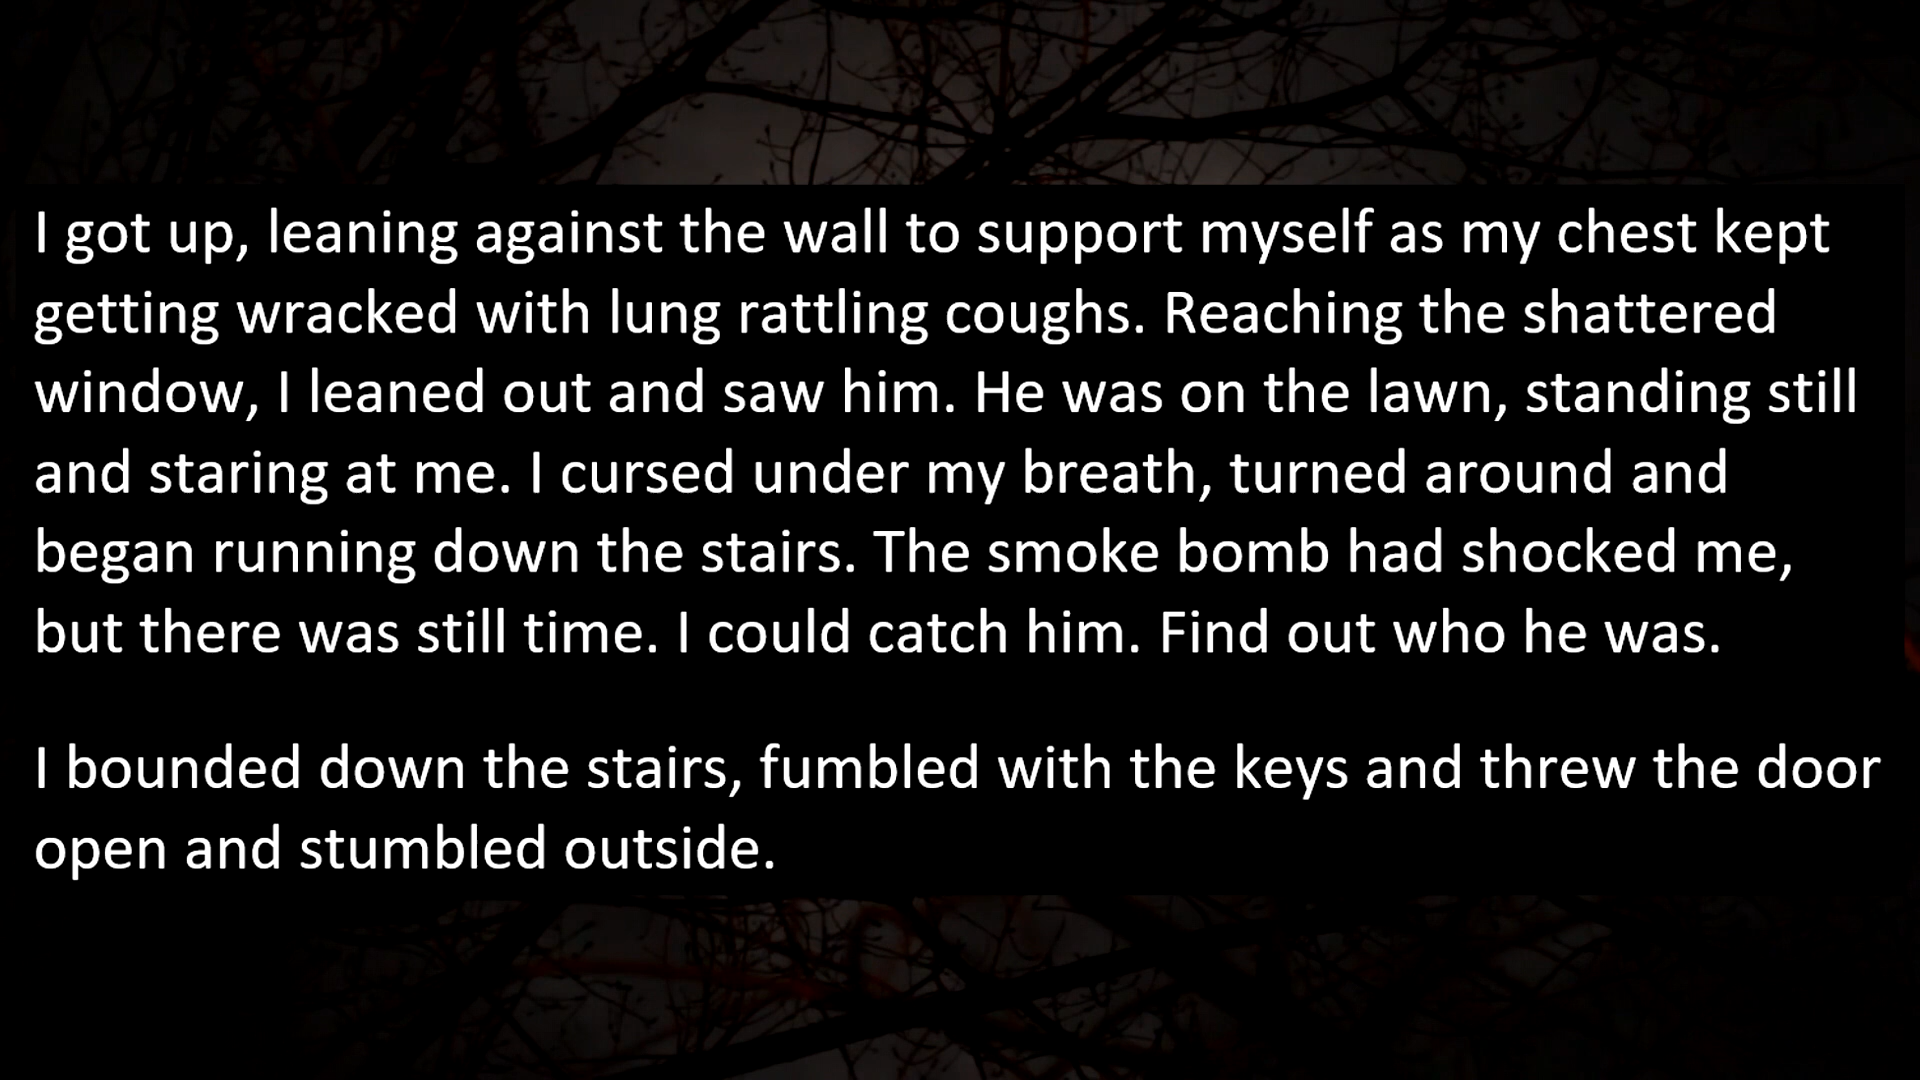 I got up, leaning against the wall to support myself as my chest kept
getting wracked with lung rattling coughs. Reaching the shattered
window, I leaned out and saw him. He was on the lawn, standing still
and staring at me. I cursed under my breath, turned around and
began running down the stairs. The smoke bomb had shocked me,
but there was still time. I could catch him. Find out who he was.
I bounded down the stairs, fumbled with the keys and threw the door
open and stumbled outside.